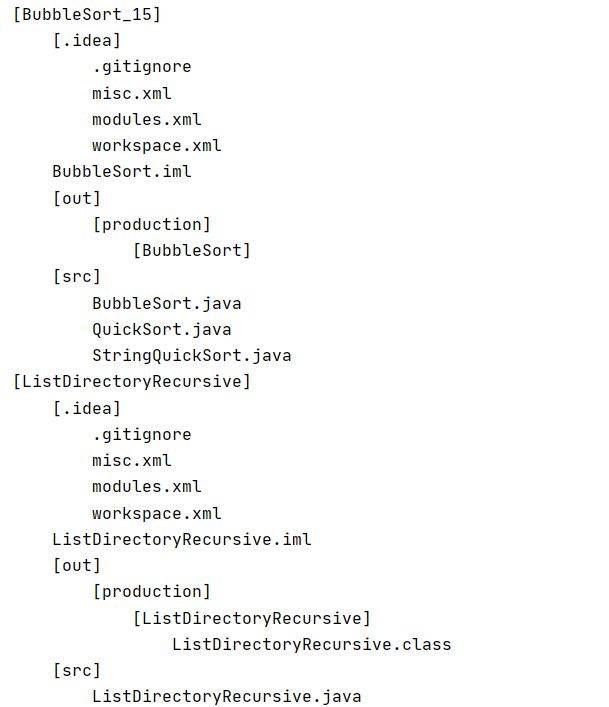 [BubbleSort_15]
    [.idea]
        .gitignore
        misc.xml
        modules.xml
        workspace.xml
    BubbleSort.iml
    [out]
        [production]
            [BubbleSort]
    [src]
        BubbleSort.java
        QuickSort.java
        StringQuickSort.java
[ListDirectoryRecursive]
    [.idea]
        .gitignore
        misc.xml
        modules.xml
        workspace.xml
    ListDirectoryRecursive.iml
    [out]
        [production]
            [ListDirectoryRecursive]
                ListDirectoryRecursive.class
    [src]
        ListDirectoryRecursive.java